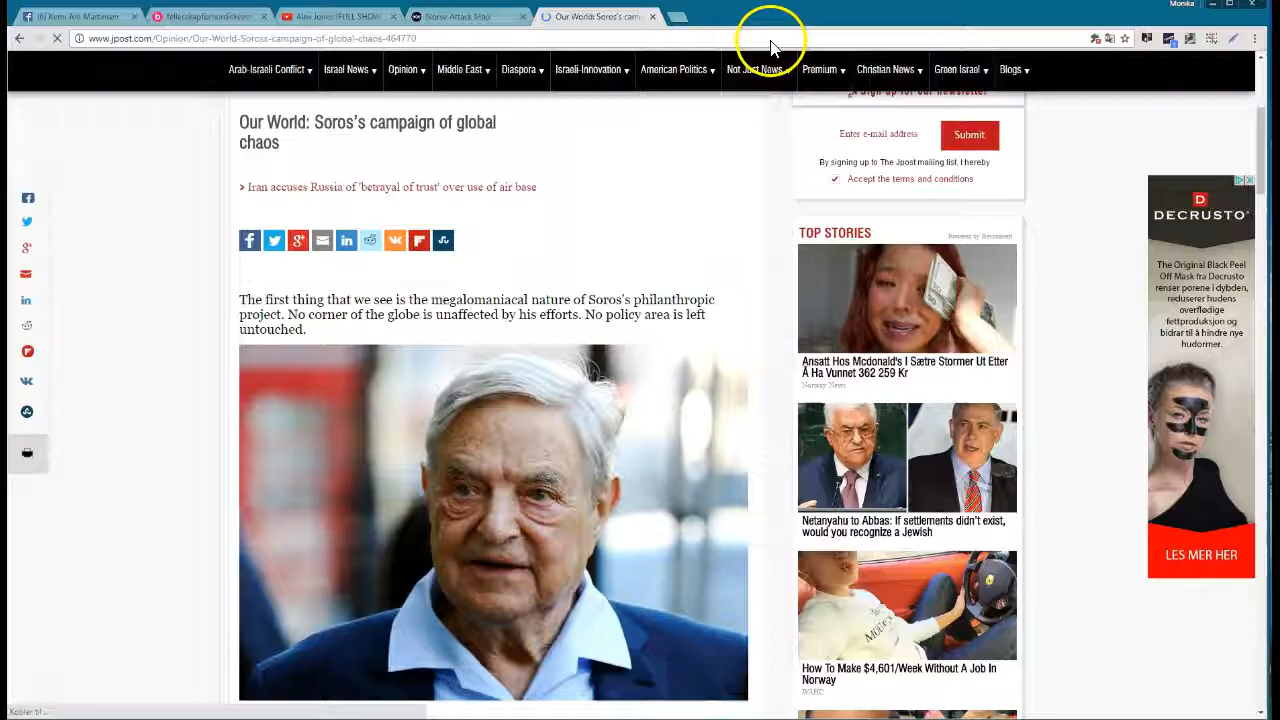 Monika
(6) Kent-Are Martinsen
fellesskapformordifikorrer
Alex Jones (FULL SHOW
Norse Attack Map
Our World: Soros's cam
www.jpost.com/Opinion/Our-World-Soross-campaign-of-global-chaos-464770
Arab-Israeli Conflict
Israel News
Opinion
Middle East
Diaspora
Israeli-Innovation
American Politics
Not Just News
Premium
Christian News
Green Israel
Blogs
Sign up for our newsletter
Our World: Soros's campaign of global
chaos
> Iran accuses Russia of 'betrayal of trust' over use of air base
Enter e-mail address
Submit
By signing up to The Jpost mailing list, I hereby
Accept the terms and conditions
The first thing that we see is the megalomaniacal nature of Soros's philanthropic
project. No corner of the globe is unaffected by his efforts. No policy area is left
untouched.
TOP STORIES
Powered by Revcontent
Ansatt Hos Mcdonald's I Sætre Stormer Ut Etter
Å Ha Vunnet 362 259 Kr
Norway News
Netanyahu to Abbas: If settlements didn't exist,
would you recognize a Jewish
How To Make $4,601/Week Without A Job In
Norway
WAHC
D
DECRUSTO
The Original Black Peel
Off Mask fra Decrusto
renser porene i dybden,
reduserer hudens
overflødige
fettproduksjon og
bidrar til å hindre nye
hudormer.
LES MER HER
Kobler til...